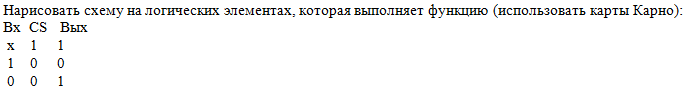 Нарисовать схему на логических элементах, которая выполняет функцию (использовать карты Карно):
Вх CS Вых
x 1 1
1 0 0
0 0 1